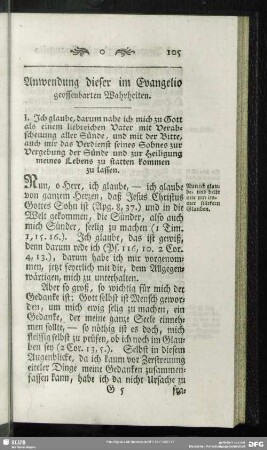 o 105
Anwendung dieser im Evangelio
geoffenbarten Wahrheiten.
I. Ich glaube, darum nahe ich mich zu Gott
als einem liebreichen Vater mit Verab-
scheuung aller Sünde, und mit der Bitte,
auch mir das Verdienst seines Sohnes zur
Vergebung der Sünde und zur Heiligung
meines Lebens zu statten kommen
zu lassen.
Nun, o Herr, ich glaube, — ich glaube
von ganzem Herzen, daß Jesus Christus
Gottes Sohn ist (Apg. 8, 37.) und in die
Welt gekommen, die Sünder, also auch
mich Sünder, seelig zu machen (1 Tim.
1, 15. 16.). Ich glaube, das ist gewiß,
denn darum rede ich (Ps. 116, 10. 2 Cor.
4, 13.), darum habe ich mir vorgenom-
men, jetzt feyerlich mit dir, dem Allgegen-
wärtigen, mich zu unterhalten.
Nun ich glau-
be und bitte
um
Glauben.
Aber so groß, so wichtig für mich der
Gedanke ist: Gott selbst ist Mensch gewor-
den, um mich ewig selig zu machen, ein
Gedanke, der meine ganze Seele einneh-
men sollte, — so nöthig ist es doch, mich
fleissig selbst zu prüfen, ob ich noch im Glau-
ben sey (2 Cor. 13, 5.). Selbst in diesem
Augenblicke, da ich kaum vor Zerstreuung
eiteler Dinge meine Gedanken zusammen-
fassen kann, habe ich da nicht Ursache zu
G 5
SLUB
DFG